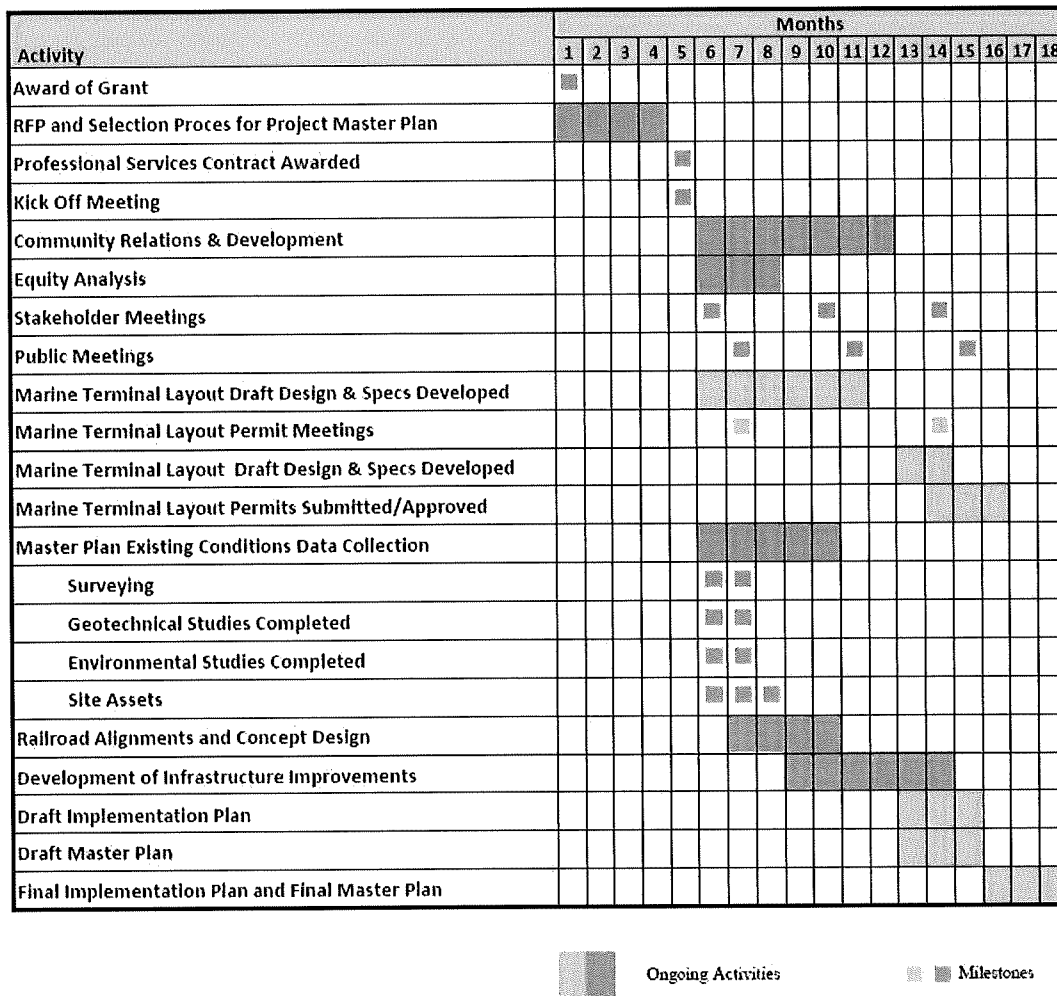 Months
Activity 1 2 3 4 5 6 7 8 9 10 11 12 13 14 15 16 17 18
Award of Grant
RFP and Selection Proces for Project Master Plan
Professional Services Contract Awarded
Kick Off Meeting
Community Relations & Development
Equity Analysis
Stakeholder Meetings
Public Meetings
Marine Terminal Layout Draft Design & Specs Developed
Marine Terminal Layout Permit Meetings
Marine Terminal Layout Draft Design & Specs Developed
Marine Terminal Layout Permits Submitted/Approved
Master Plan Existing Conditions Data Collection
Surveying
Geotechnical Studies Completed
Environmental Studies Completed
Site Assets
Railroad Alignments and Concept Design
Development of Infrastructure Improvements
Draft Implementation Plan
Draft Master Plan
Final Implementation Plan and Final Master Plan
Ongoing Activities Milestones